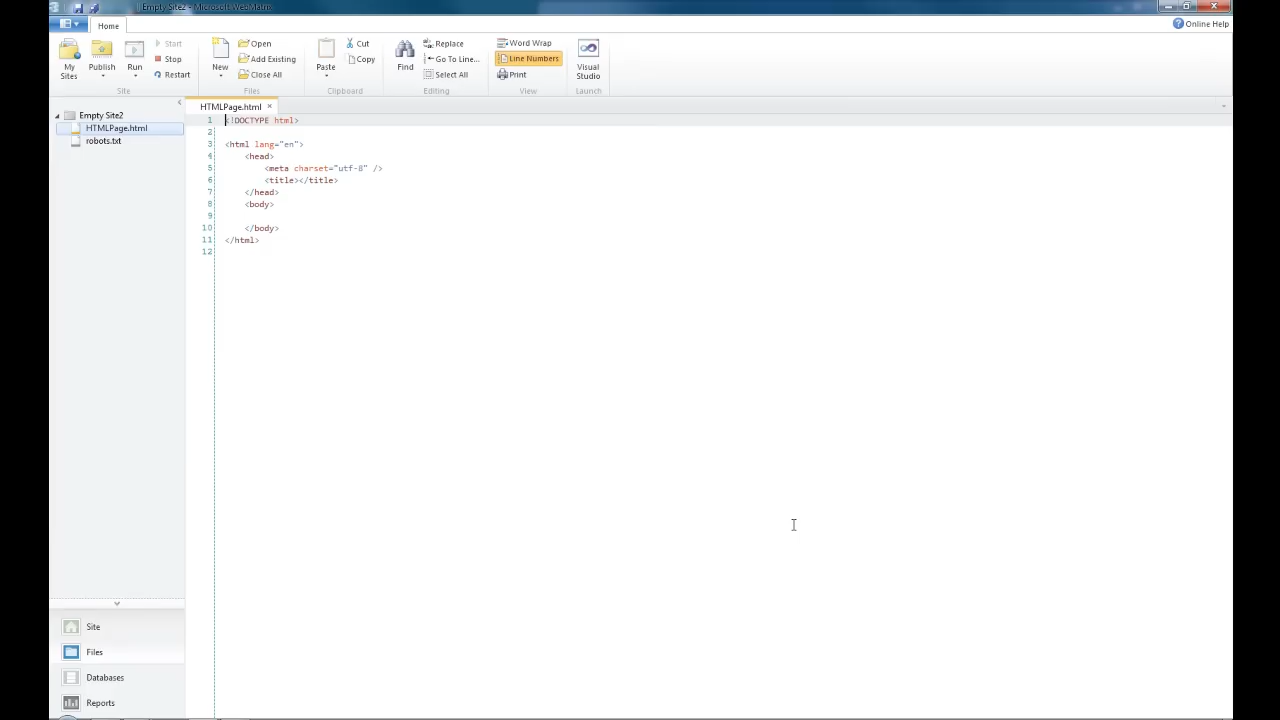 Empty Site2 - Microsoft WebMatrix
Home
Online Help
My Sites
Publish
Run
Start
Stop
Restart
Site
New
Open
Add Existing
Close All
Files
Paste
Cut
Copy
Clipboard
Find
Replace
Go To Line...
Select All
Editing
Word Wrap
Line Numbers
Print
View
Visual Studio
Launch
Empty Site2
HTMLPage.html
robots.txt
HTMLPage.html
1 <!DOCTYPE html>
2
3 <html lang="en">
4 <head>
5 <meta charset="utf-8" />
6 <title></title>
7 </head>
8 <body>
9
10 </body>
11 </html>
12
Site
Files
Databases
Reports